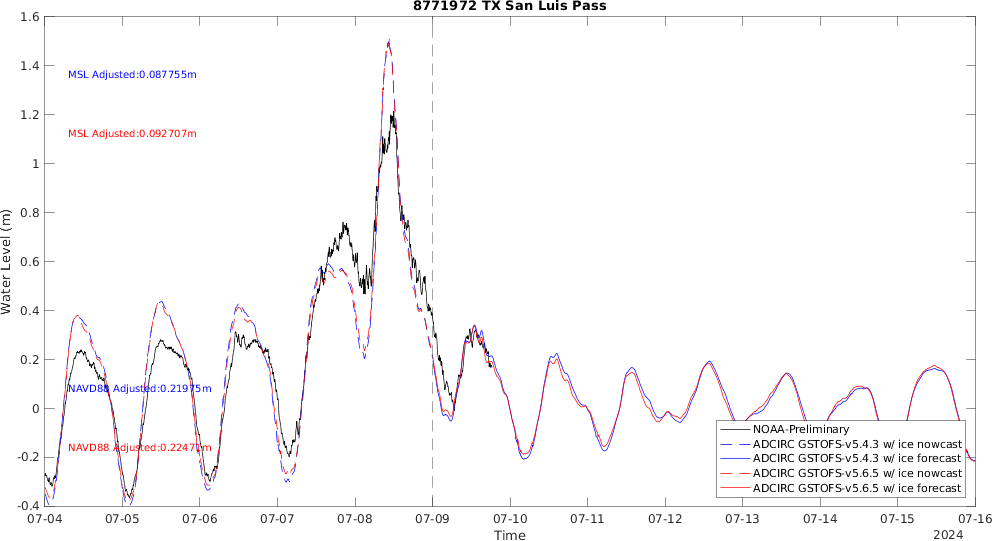 8771972 TX San Luis Pass
1.6
1.4
1.2
1
0.8
0.6
0.4
0.2
0
-0.2
-0.4
Water Level (m)
MSL Adjusted:0.087755m
MSL Adjusted:0.092707m
NAVD88 Adjusted:0.21975m
NAVD88 Adjusted:0.22471m
NOAA-Preliminary
ADCIRC GSTOFS-v5.4.3 w/ ice nowcast
ADCIRC GSTOFS-v5.4.3 w/ ice forecast
ADCIRC GSTOFS-v5.6.5 w/ ice nowcast
ADCIRC GSTOFS-v5.6.5 w/ ice forecast
07-04 07-05 07-06 07-07 07-08 07-09 07-10 07-11 07-12 07-13 07-14 07-15 07-16
Time
2024